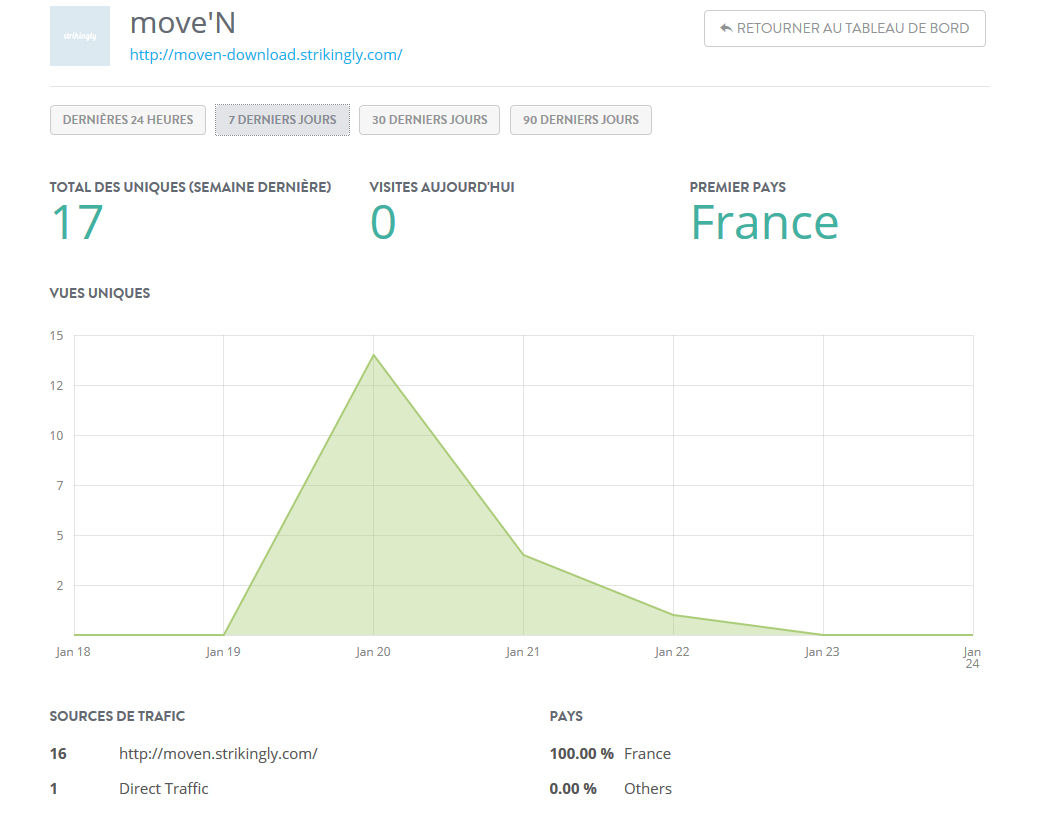 strikingly
move'N
http://moven-download.strikingly.com/
RETOURNER AU TABLEAU DE BORD
DERNIÈRES 24 HEURES
7 DERNIERS JOURS
30 DERNIERS JOURS
90 DERNIERS JOURS
TOTAL DES UNIQUES (SEMAINE DERNIÈRE)
17
VISITES AUJOURD'HUI
0
PREMIER PAYS
France
VUES UNIQUES
15
12
10
7
5
2
Jan 18
Jan 19
Jan 20
Jan 21
Jan 22
Jan 23
Jan
24
SOURCES DE TRAFIC
16 http://moven.strikingly.com/
1 Direct Traffic
PAYS
100.00 % France
0.00 % Others